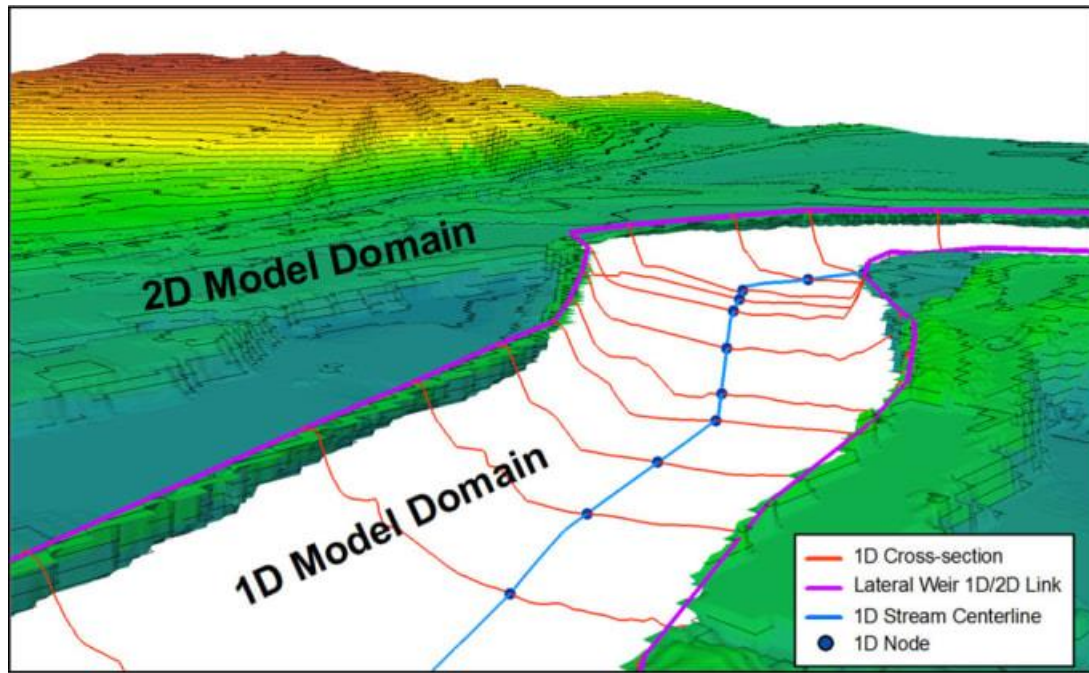 2D Model Domain
1D Model Domain
1D Cross-section
Lateral Weir 1D/2D Link
1D Stream Centerline
1D Node